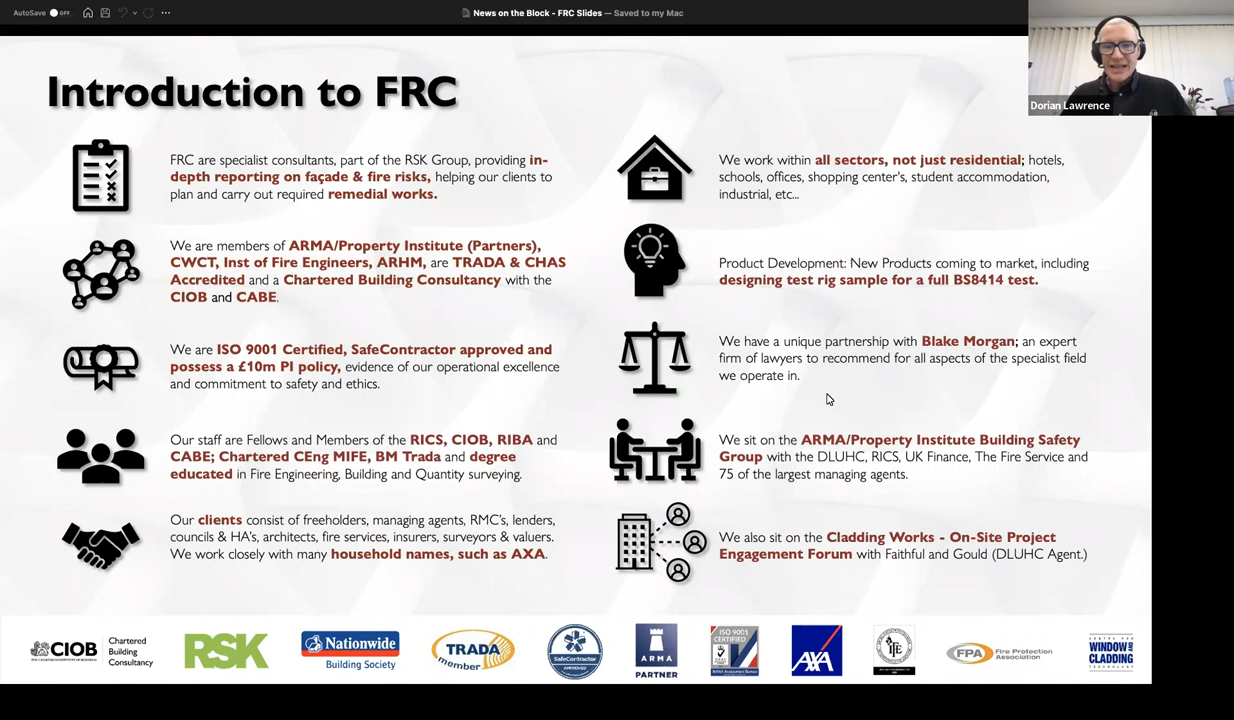 AutoSave OFF
News on the Block - FRC Slides — Saved to my Mac
Dorian Lawrence
Introduction to FRC
FRC are specialist consultants, part of the RSK Group, providing in-
depth reporting on façade & fire risks, helping our clients to
plan and carry out required remedial works.
We are members of ARMA/Property Institute (Partners),
CWCT, Inst of Fire Engineers, ARHM, are TRADA & CHAS
Accredited and a Chartered Building Consultancy with the
CIOB and CABE.
We are ISO 9001 Certified, SafeContractor approved and
possess a £10m PI policy, evidence of our operational excellence
and commitment to safety and ethics.
Our staff are Fellows and Members of the RICS, CIOB, RIBA and
CABE; Chartered CEng MIFE, BM Trada and degree
educated in Fire Engineering, Building and Quantity surveying.
Our clients consist of freeholders, managing agents, RMC's, lenders,
councils & HA's, architects, fire services, insurers, surveyors & valuers.
We work closely with many household names, such as AXA.
We work within all sectors, not just residential; hotels,
schools, offices, shopping center's, student accommodation,
industrial, etc...
Product Development: New Products coming to market, including
designing test rig sample for a full BS8414 test.
We have a unique partnership with Blake Morgan; an expert
firm of lawyers to recommend for all aspects of the specialist field
we operate in.
We sit on the ARMA/Property Institute Building Safety
Group with the DLUHC, RICS, UK Finance, The Fire Service and
75 of the largest managing agents.
We also sit on the Cladding Works - On-Site Project
Engagement Forum with Faithful and Gould (DLUHC Agent.)
CIOB
Chartered
Building
Consultancy
RSK
Nationwide
Building Society
TRADA
member
SafeContractor
APPROVED
ARMA
PARTNER
ISO 9001
CERTIFIED
AXA
IFE
FPA Fire Protection
Association
CENTRE FOR
WINDOW AND
CLADDING
TECHNOLOGY